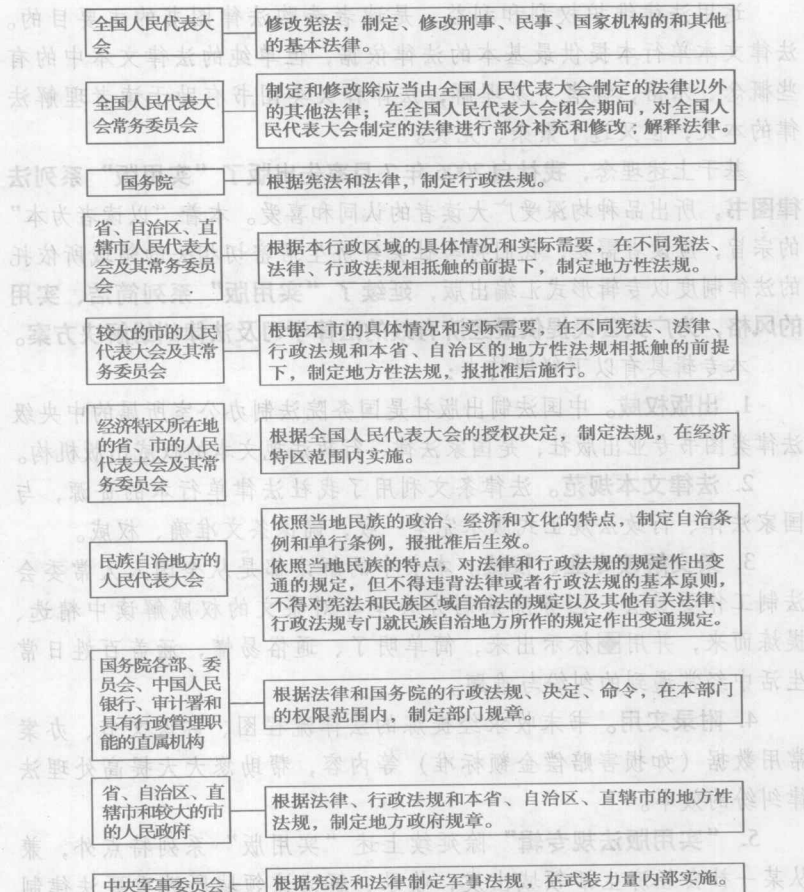 全国人民代表大
会
修改宪法，制定、修改刑事、民事、国家机构的和其他
的基本法律。
全国人民代表大
会常务委员会
制定和修改除应当由全国人民代表大会制定的法律以外
的其他法律；在全国人民代表大会闭会期间，对全国人
民代表大会制定的法律进行部分补充和修改；解释法律。
国务院
根据宪法和法律，制定行政法规。
省、自治区、直
辖市人民代表大
会及其常务委员
会
根据本行政区域的具体情况和实际需要，在不同宪法、
法律、行政法规相抵触的前提下，制定地方性法规。
较大的市的人民
代表大会及其常
务委员会
根据本市的具体情况和实际需要，在不同宪法、法律、
行政法规和本省、自治区的地方性法规相抵触的前提
下，制定地方性法规，报批准后施行。
经济特区所在地
的省、市的人民
代表大会及其常
务委员会
根据全国人民代表大会的授权决定，制定法规，在经济
特区范围内实施。
民族自治地方的
人民代表大会
依照当地民族的政治、经济和文化的特点，制定自治条
例和单行条例，报批准后生效。
依照当地民族的特点，对法律和行政法规的规定作出变
通的规定，但不得违背法律或者行政法规的基本原则，
不得对宪法和民族区域自治法的规定以及其他有关法律、
行政法规专门就民族自治地方所作的规定作出变通规定。
国务院各部、委
员会、中国人民
银行、审计署和
具有行政管理职
能的直属机构
根据法律和国务院的行政法规、决定、命令，在本部门
的权限范围内，制定部门规章。
省、自治区、直
辖市和较大的市
的人民政府
根据法律、行政法规和本省、自治区、直辖市的地方性
法规，制定地方政府规章。
中央军事委员会
根据宪法和法律制定军事法规，在武装力量内部实施。